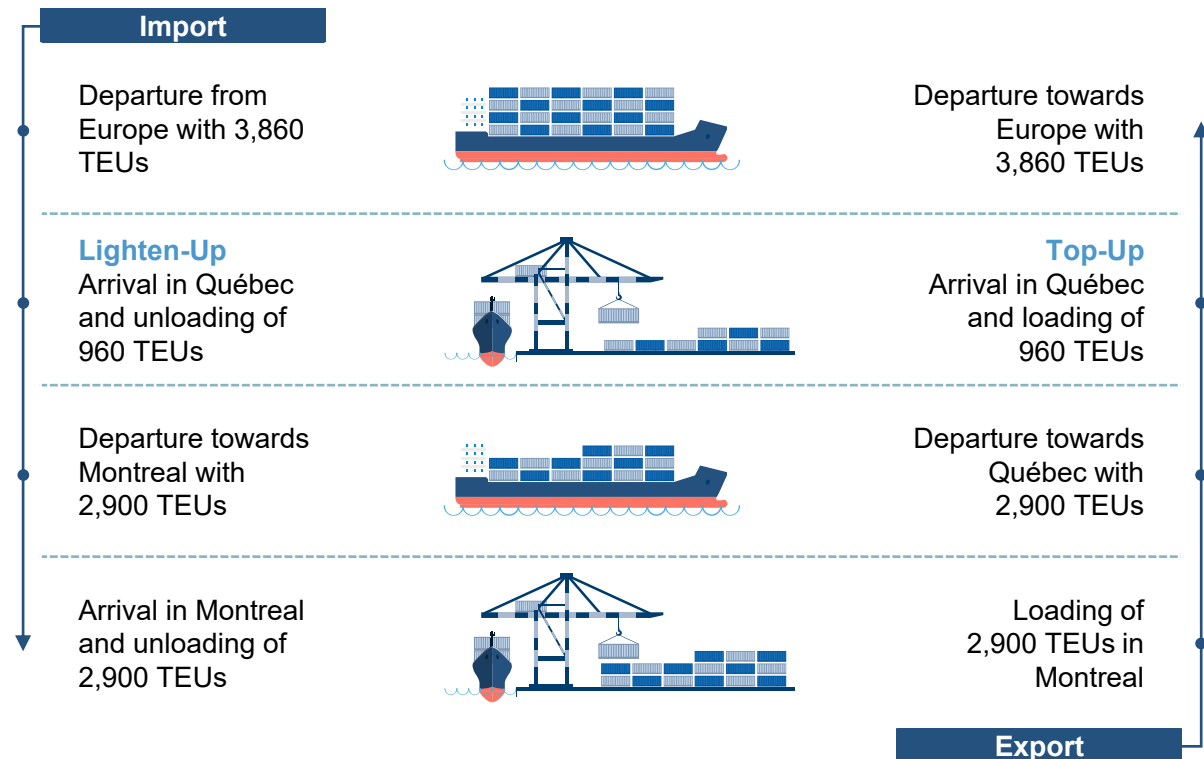 Import
Departure from
Europe with 3,860
TEUs
Departure towards
Europe with
3,860 TEUs
Lighten-Up
Arrival in Québec
and unloading of
960 TEUs
Top-Up
Arrival in Québec
and loading of
960 TEUs
Departure towards
Montreal with
2,900 TEUs
Departure towards
Québec with
2,900 TEUs
Arrival in Montreal
and unloading of
2,900 TEUs
Loading of
2,900 TEUs in
Montreal
Export